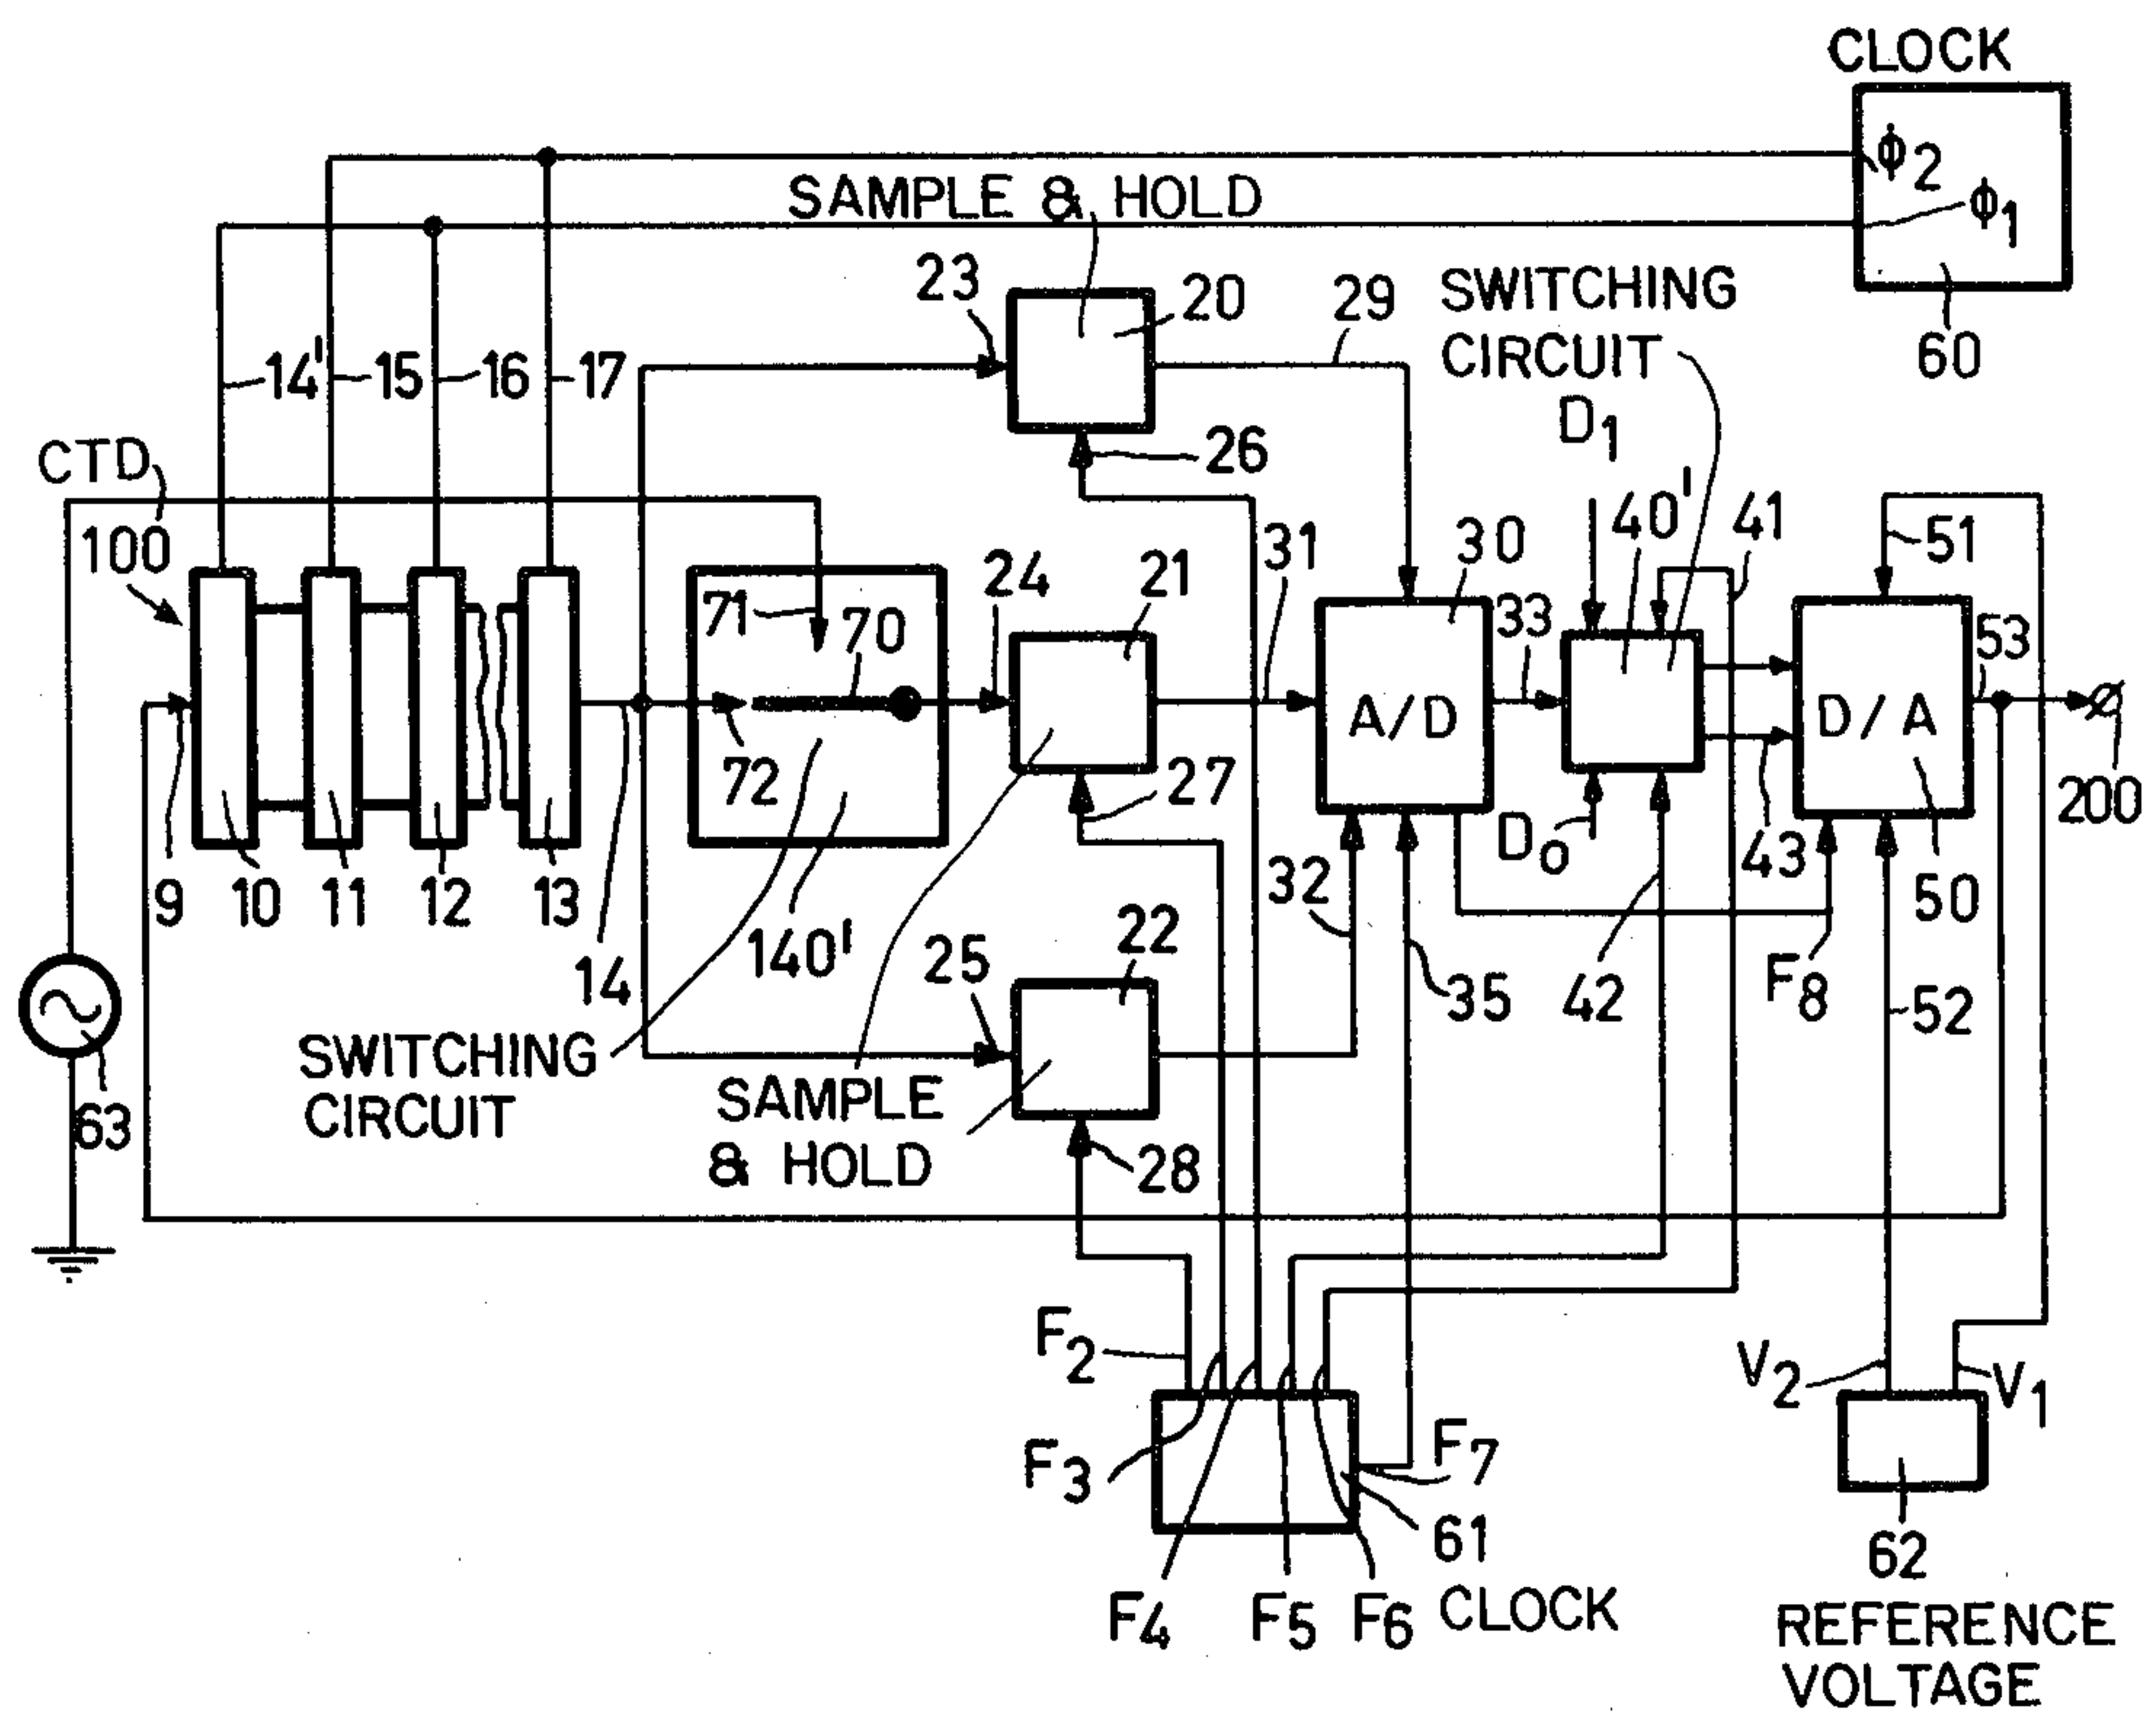 CLOCK
ϕ2
SAMPLE & HOLD
ϕ1
23
20
29
SWITCHING
CIRCUIT
60
14'
15
16
17
D1
CTD
26
100
24
21
31
30
40'
41
51
71
70
33
53
A/D
D/A
72
27
200
9
10
11
12
13
32
D0
43
50
140'
22
14
25
35
42
F8
52
SWITCHING
CIRCUIT
63
SAMPLE
& HOLD
28
F2
V2
V1
F3
F7
61
62
F4
F5
F6
CLOCK
REFERENCE
VOLTAGE